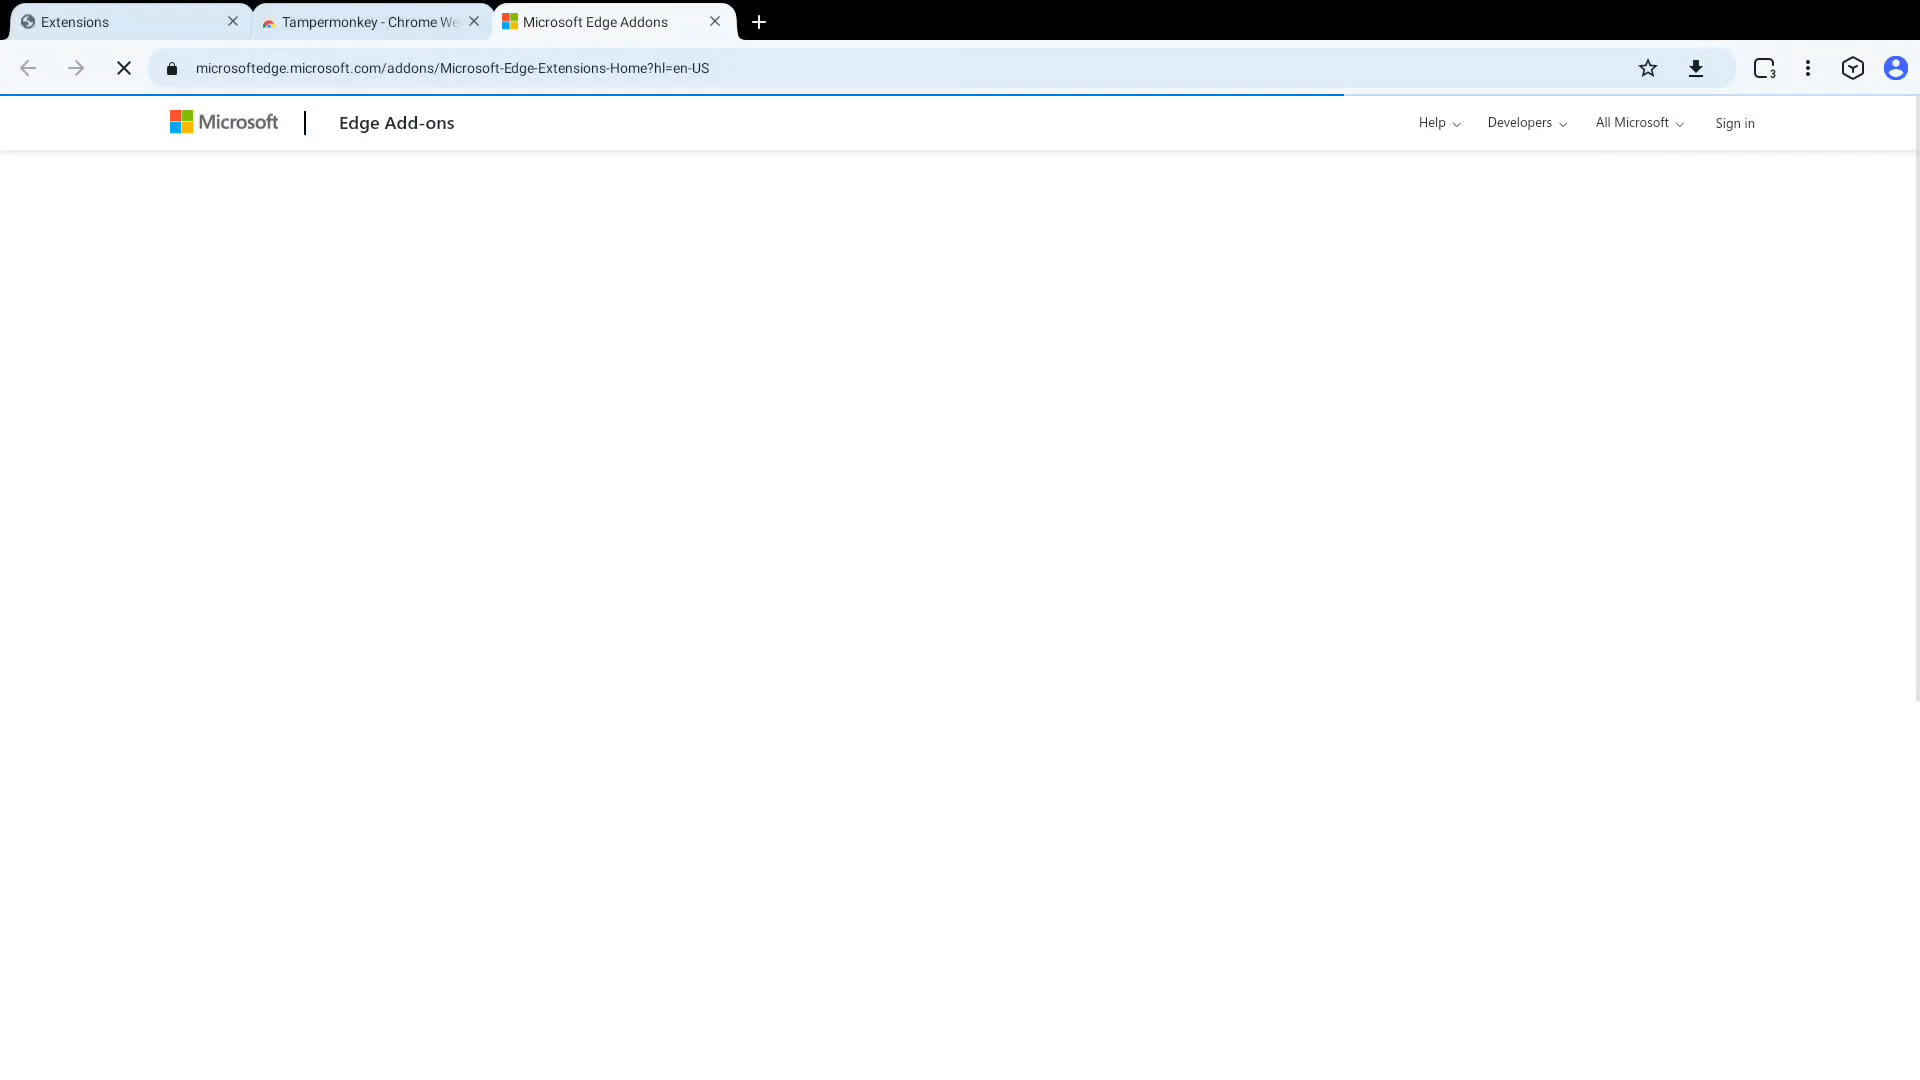 Extensions
Tampermonkey - Chrome We
Microsoft Edge Addons
microsoftedge.microsoft.com/addons/Microsoft-Edge-Extensions-Home?hl=en-US
3
Microsoft
Edge Add-ons
Help
Developers
All Microsoft
Sign in